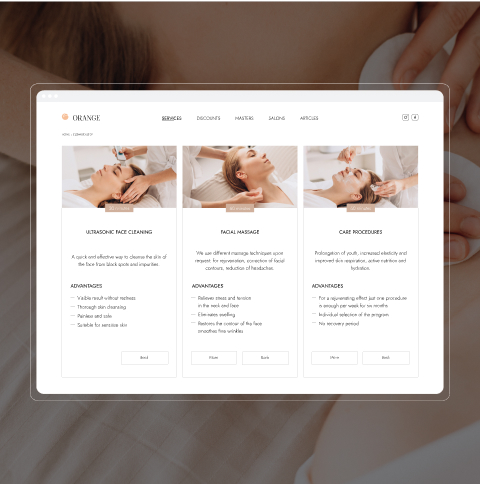 ORANGE
SERVICES
DISCOUNTS
MASTERS
SALONS
ARTICLES
ULTRASONIC FACE CLEANING
A quick and effective way to cleanse the skin of
the face from black spots and impurities.
ADVANTAGES
— Visible result without redness
— Thorough skin cleansing
— Painless and safe
— Suitable for sensitive skin
Book
FACIAL MASSAGE
We use different massage techniques upon
request: for rejuvenation, correction of facial
contours, reduction of headaches.
ADVANTAGES
— Relieves stress and tension
in the neck and face
— Eliminates swelling
— Restores the contour of the face
smoothes fine wrinkles
More
Book
CARE PROCEDURES
Prolongation of youth, increased elasticity and
improved skin respiration, active nutrition and
hydration.
ADVANTAGES
— For a rejuvenating effect just one procedure
is enough per week for six months
— Individual selection of the program
— No recovery period
More
Book